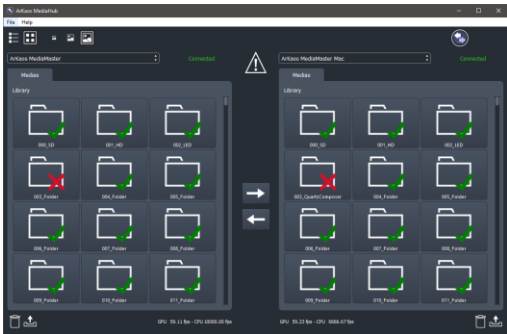 ArKaos MediaHub
File Help
ArKaos MediaMaster
Connected
ArKaos MediaMaster Mac
Connected
Medias
Medias
Library
Library
000_SD
001_HD
002_LED
000_SD
001_HD
002_LED
003_Folder
004_Folder
005_Folder
003_QuartzComposer
004_Folder
005_Folder
006_Folder
007_Folder
008_Folder
006_Folder
007_Folder
008_Folder
009_Folder
010_Folder
011_Folder
009_Folder
010_Folder
011_Folder